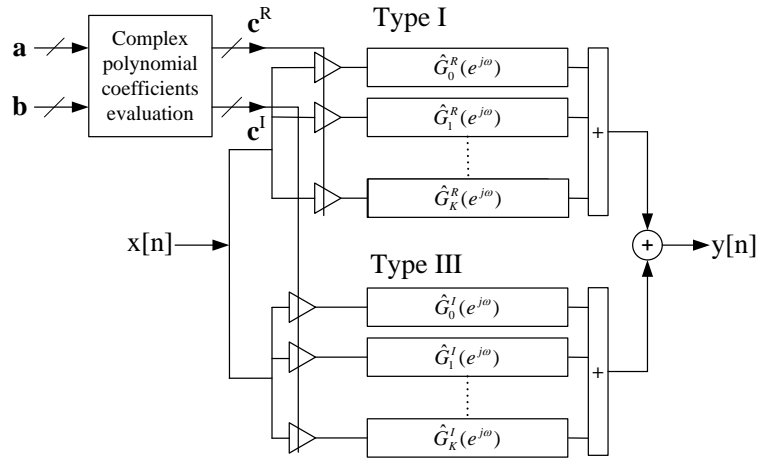 Type I
a
b
Complex
polynomial
coefficients
evaluation
c^R
c^I
Ĝ_0^R(e^{jω})
Ĝ_1^R(e^{jω})
Ĝ_K^R(e^{jω})
+
x[n]
+
y[n]
Type III
Ĝ_0^I(e^{jω})
Ĝ_1^I(e^{jω})
Ĝ_K^I(e^{jω})
+